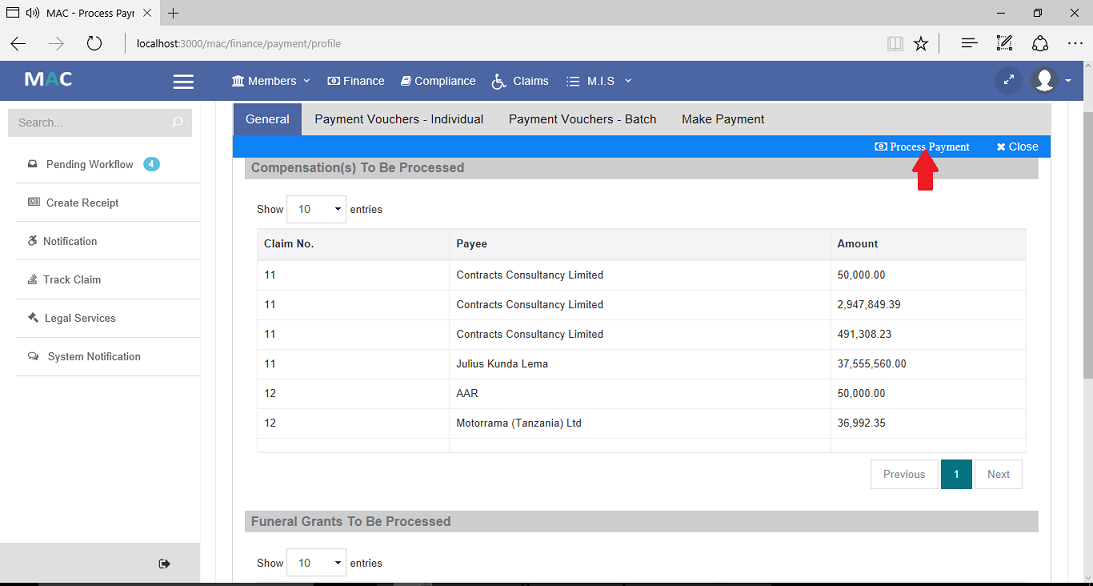 MAC - Process Payr
localhost:3000/mac/finance/payment/profile
MAC Members Finance Compliance Claims M.I.S
Search...
Pending Workflow 4
Create Receipt
Notification
Track Claim
Legal Services
System Notification
General Payment Vouchers - Individual Payment Vouchers - Batch Make Payment
Process Payment Close
Compensation(s) To Be Processed
Show 10 entries
Claim No. Payee Amount
11 Contracts Consultancy Limited 50,000.00
11 Contracts Consultancy Limited 2,947,849.39
11 Contracts Consultancy Limited 491,308.23
11 Julius Kunda Lema 37,555,560.00
12 AAR 50,000.00
12 Motorrama (Tanzania) Ltd 36,992.35
Previous 1 Next
Funeral Grants To Be Processed
Show 10 entries